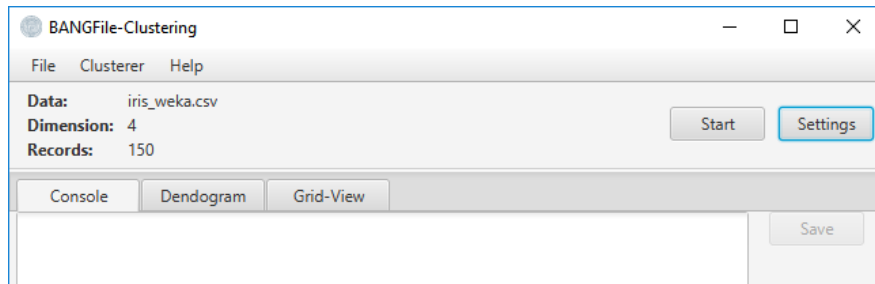 BANGFile-Clustering
File Clusterer Help
Data: iris_weka.csv
Dimension: 4
Records: 150
Start Settings
Console Dendogram Grid-View
Save